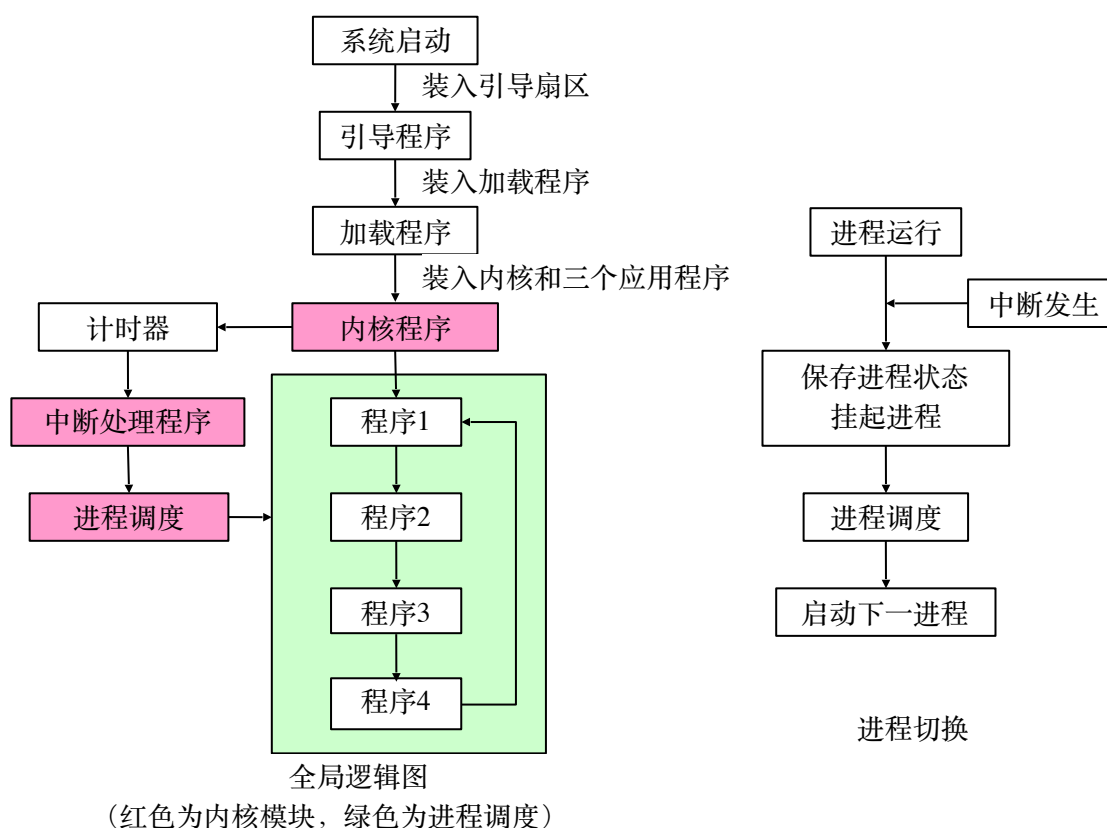 系统启动
装入引导扇区
引导程序
装入加载程序
加载程序
装入内核和三个应用程序
计时器
内核程序
中断处理程序
进程调度
程序1
程序2
程序3
程序4
全局逻辑图
（红色为内核模块，绿色为进程调度）
进程运行
中断发生
保存进程状态
挂起进程
进程调度
启动下一进程
进程切换